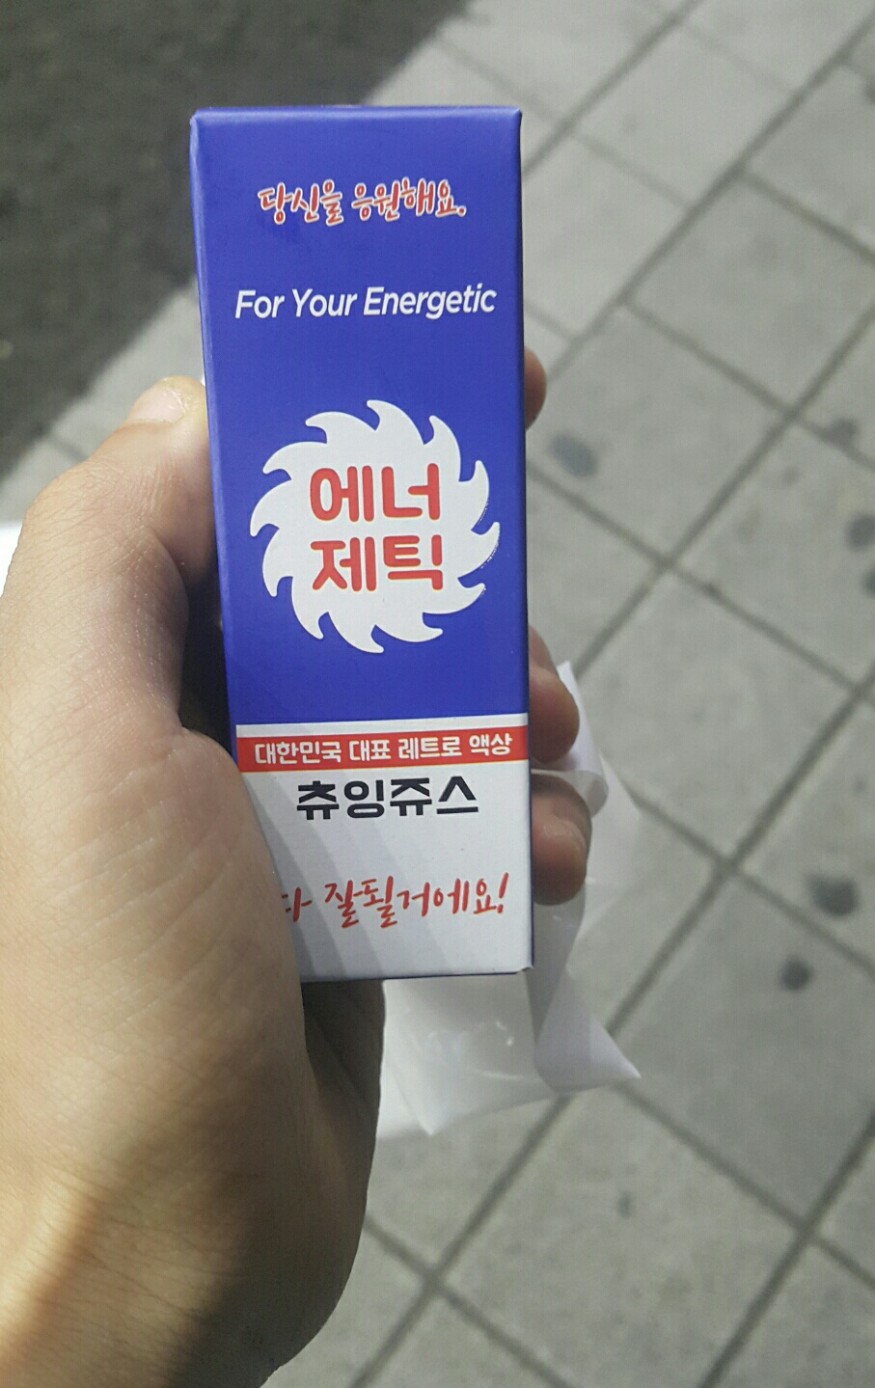 당신을 응원해요.
For Your Energetic
에너
제틱
대한민국 대표 레트로 액상
츄잉쥬스
다 잘될거에요!